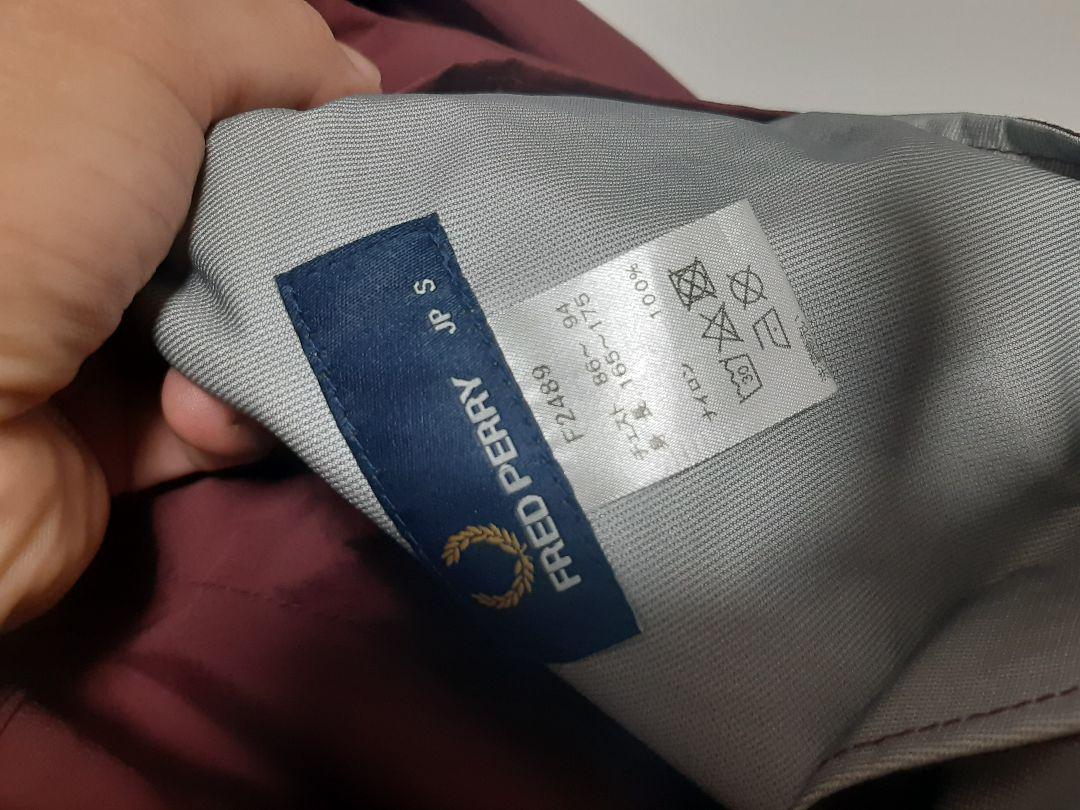 FRED PERRY
JP S
F2489
チェスト 86～94
身長 165～175
ナイロン 100%
30